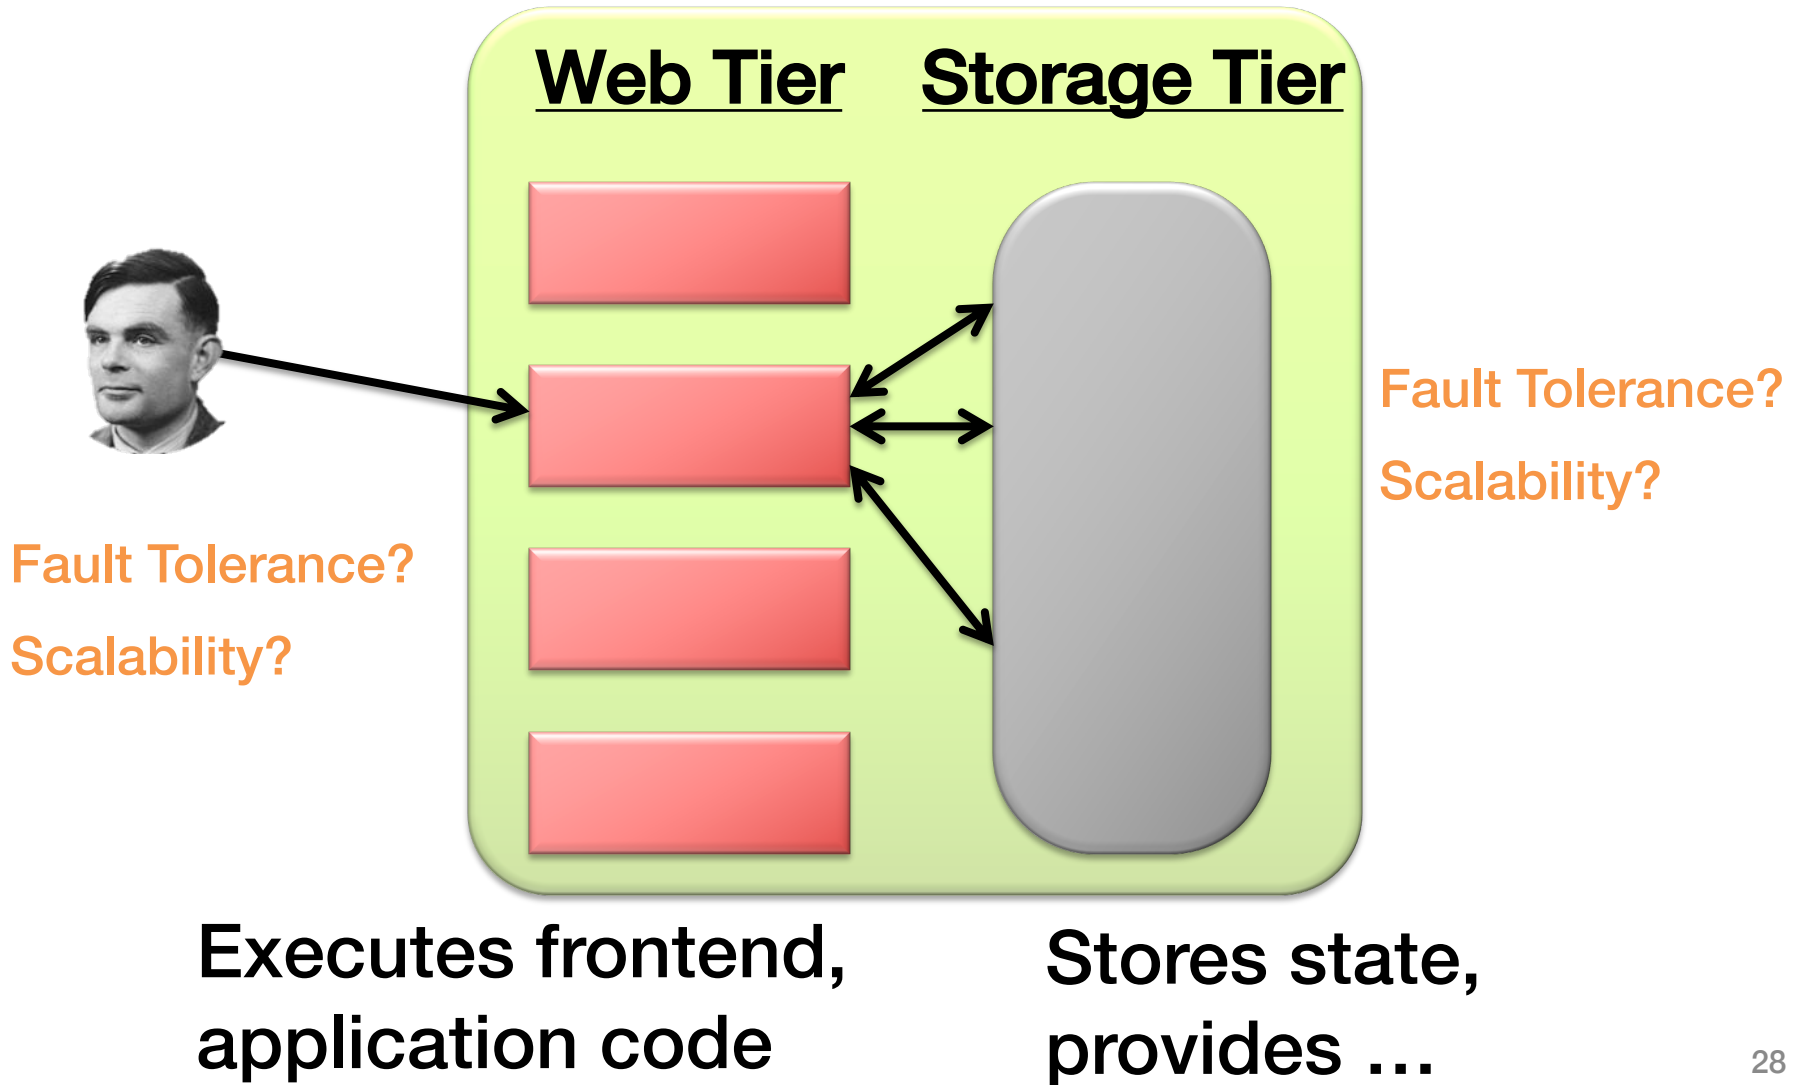 Web Tier
Storage Tier
Fault Tolerance?
Scalability?
Fault Tolerance?
Scalability?
Executes frontend,
application code
Stores state,
provides …
28